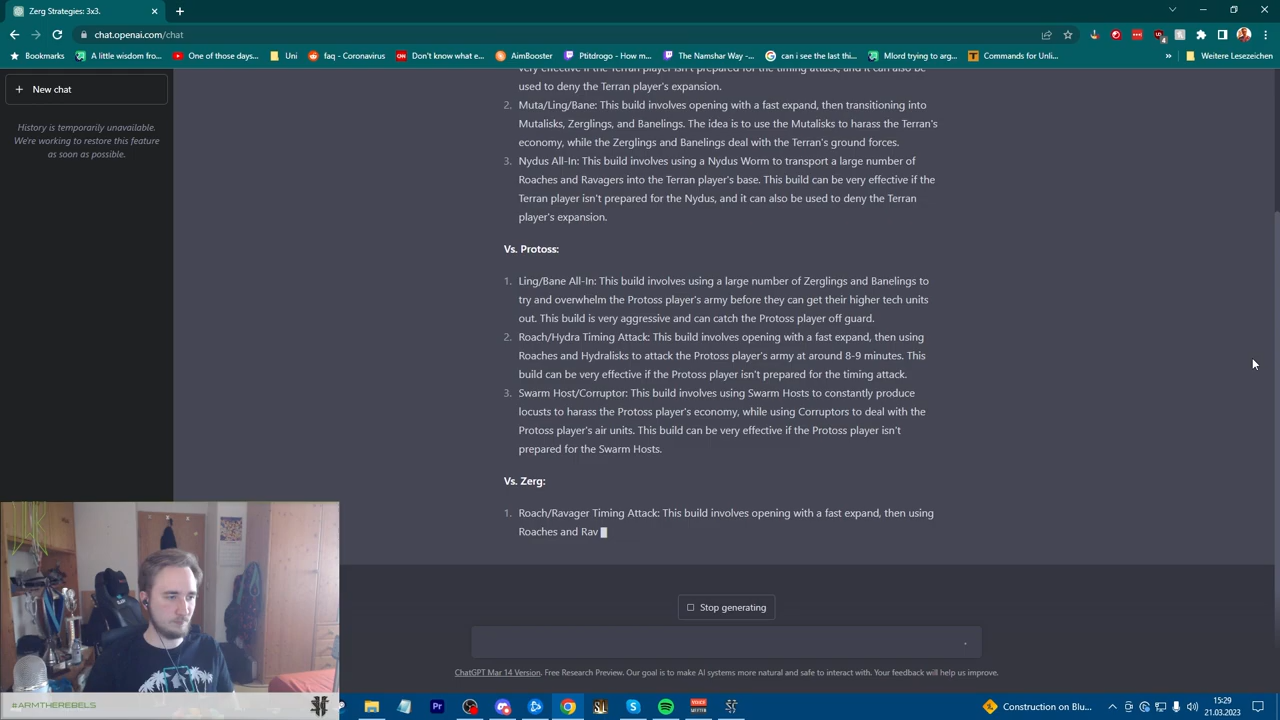 Zerg Strategies: 3x3.
chat.openai.com/chat
Bookmarks
A little wisdom fro...
One of those days...
Uni
faq - Coronavirus
Don't know what e...
AimBooster
Ptitdrogo - How m...
The Namshar Way -...
can i see the last thi...
Mlord trying to arg...
Commands for Unli...
»
Weitere Lesezeichen
+ New chat
History is temporarily unavailable.
We're working to restore this feature
as soon as possible.
very effective if the Terran player isn't prepared for the timing attack, and it can also be
used to deny the Terran player's expansion.
2. Muta/Ling/Bane: This build involves opening with a fast expand, then transitioning into
Mutalisks, Zerglings, and Banelings. The idea is to use the Mutalisks to harass the Terran's
economy, while the Zerglings and Banelings deal with the Terran's ground forces.
3. Nydus All-In: This build involves using a Nydus Worm to transport a large number of
Roaches and Ravagers into the Terran player's base. This build can be very effective if the
Terran player isn't prepared for the Nydus, and it can also be used to deny the Terran
player's expansion.
Vs. Protoss:
1. Ling/Bane All-In: This build involves using a large number of Zerglings and Banelings to
try and overwhelm the Protoss player's army before they can get their higher tech units
out. This build is very aggressive and can catch the Protoss player off guard.
2. Roach/Hydra Timing Attack: This build involves opening with a fast expand, then using
Roaches and Hydralisks to attack the Protoss player's army at around 8-9 minutes. This
build can be very effective if the Protoss player isn't prepared for the timing attack.
3. Swarm Host/Corruptor: This build involves using Swarm Hosts to constantly produce
locusts to harass the Protoss player's economy, while using Corruptors to deal with the
Protoss player's air units. This build can be very effective if the Protoss player isn't
prepared for the Swarm Hosts.
Vs. Zerg:
1. Roach/Ravager Timing Attack: This build involves opening with a fast expand, then using
Roaches and Rav
Stop generating
ChatGPT Mar 14 Version. Free Research Preview. Our goal is to make AI systems more natural and safe to interact with. Your feedback will help us improve.
#ARMTHEREBELS
Construction on Blu...
15:29
21.03.2023